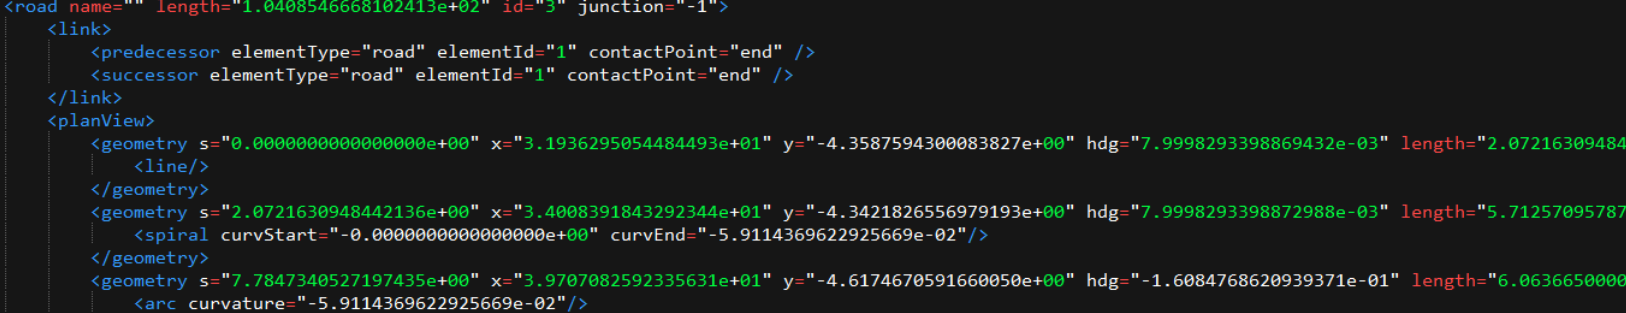 <road name="" length="1.0408546668102413e+02" id="3" junction="-1">
<link>
<predecessor elementType="road" elementId="1" contactPoint="end" />
<successor elementType="road" elementId="1" contactPoint="end" />
</link>
<planView>
<geometry s="0.0000000000000000e+00" x="3.1936295054484493e+01" y="-4.3587594300083827e+00" hdg="7.9998293398869432e-03" length="2.07216309484
<line/>
</geometry>
<geometry s="2.0721630948442136e+00" x="3.4008391843292344e+01" y="-4.3421826556979193e+00" hdg="7.9998293398872988e-03" length="5.71257095787
<spiral curvStart="-0.0000000000000000e+00" curvEnd="-5.9114369622925669e-02"/>
</geometry>
<geometry s="7.7847340527197435e+00" x="3.9707082592335631e+01" y="-4.6174670591660050e+00" hdg="-1.6084768620939371e-01" length="6.0636650000
<arc curvature="-5.9114369622925669e-02"/>